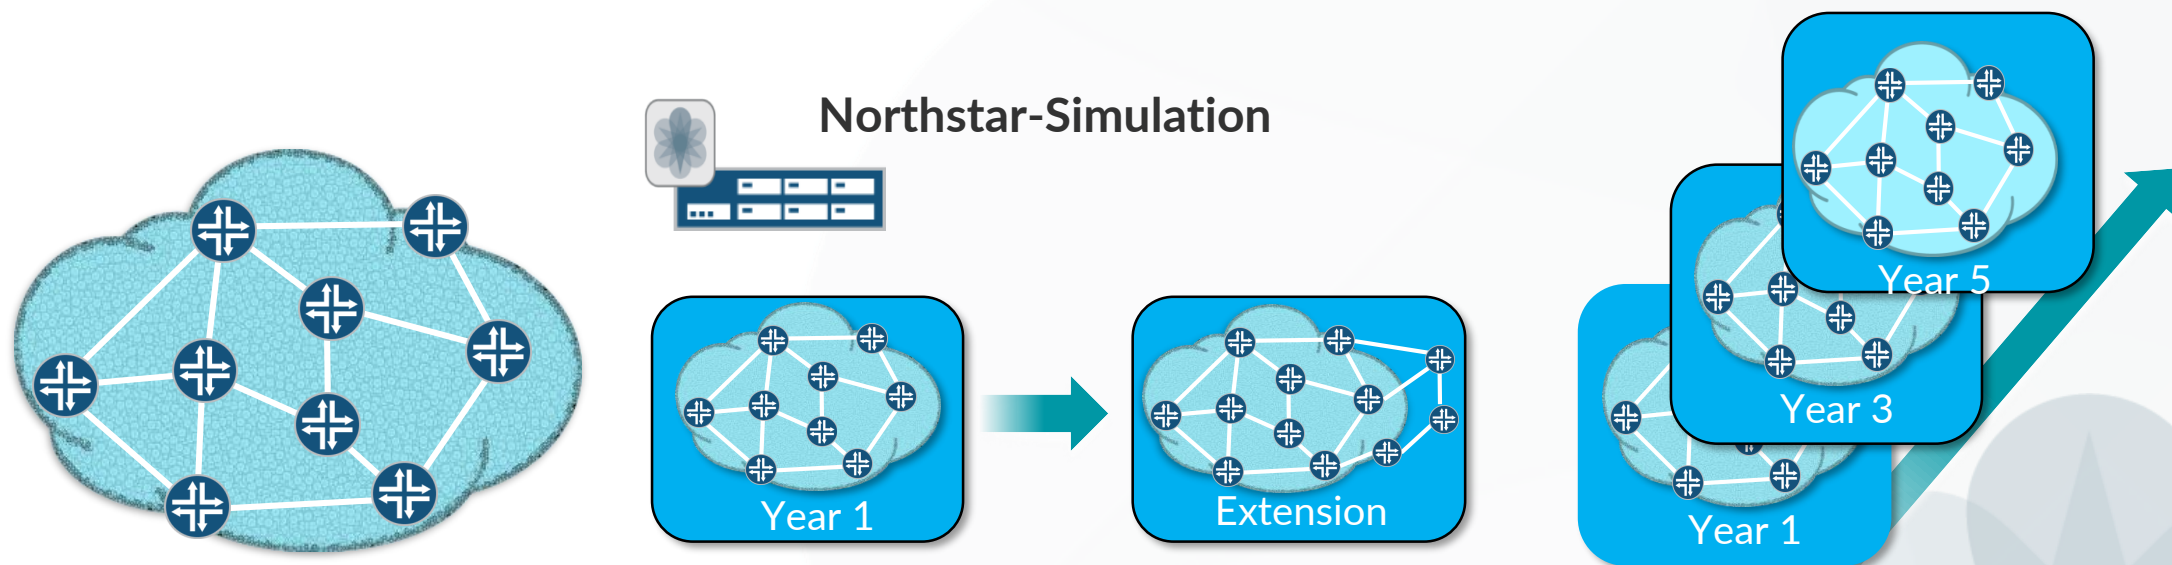 Northstar-Simulation
Year 1
Extension
Year 5
Year 3
Year 1